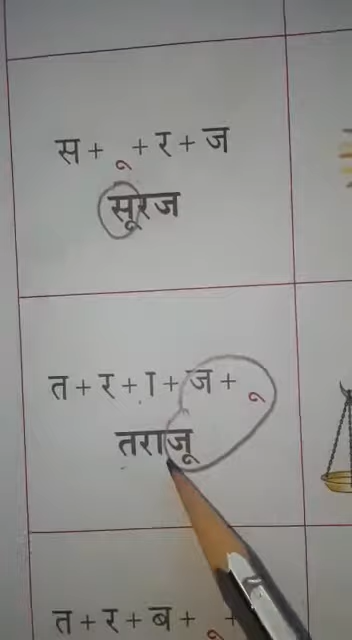 स + ू + र + ज
सूरज
त + र + ा + ज + ू
तराजू
त + र + ब + ू +